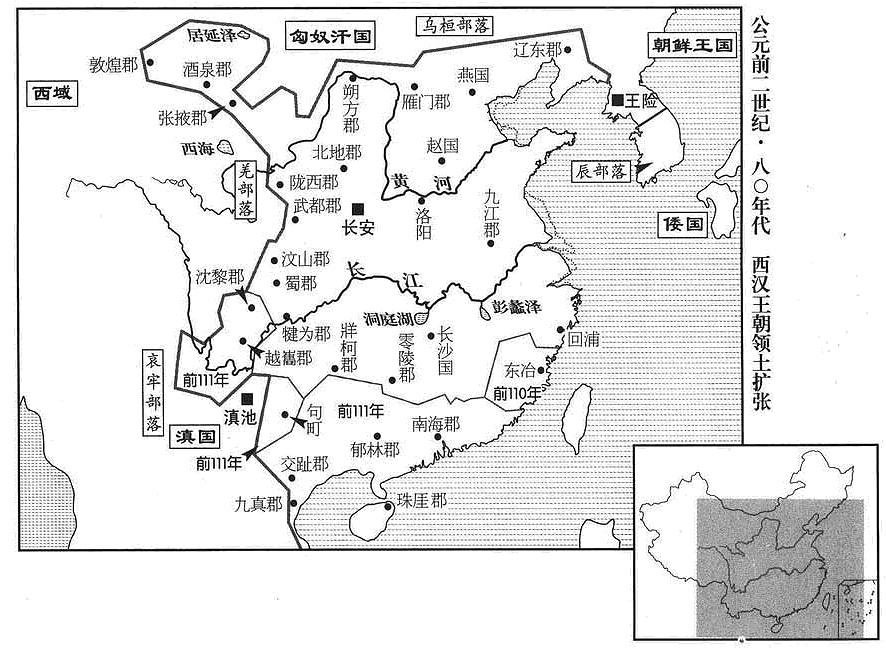 公元前二世纪·八〇年代 西汉王朝领土扩张
居延泽
匈奴汗国
乌桓部落
辽东郡
朝鲜王国
敦煌郡
酒泉郡
西域
张掖郡
朔方郡
雁门郡
燕国
王险
西海
北地郡
赵国
羌部落
陇西郡
黄河
辰部落
武都郡
长安
洛阳
九江郡
倭国
汶山郡
沈黎郡
蜀郡
长江
洞庭湖
彭蠡泽
犍为郡
牂柯郡
长沙国
回浦
越巂郡
零陵郡
东冶
前111年
前110年
哀牢部落
滇池
句町
前111年
南海郡
滇国
郁林郡
前111年
交趾郡
九真郡
珠厓郡